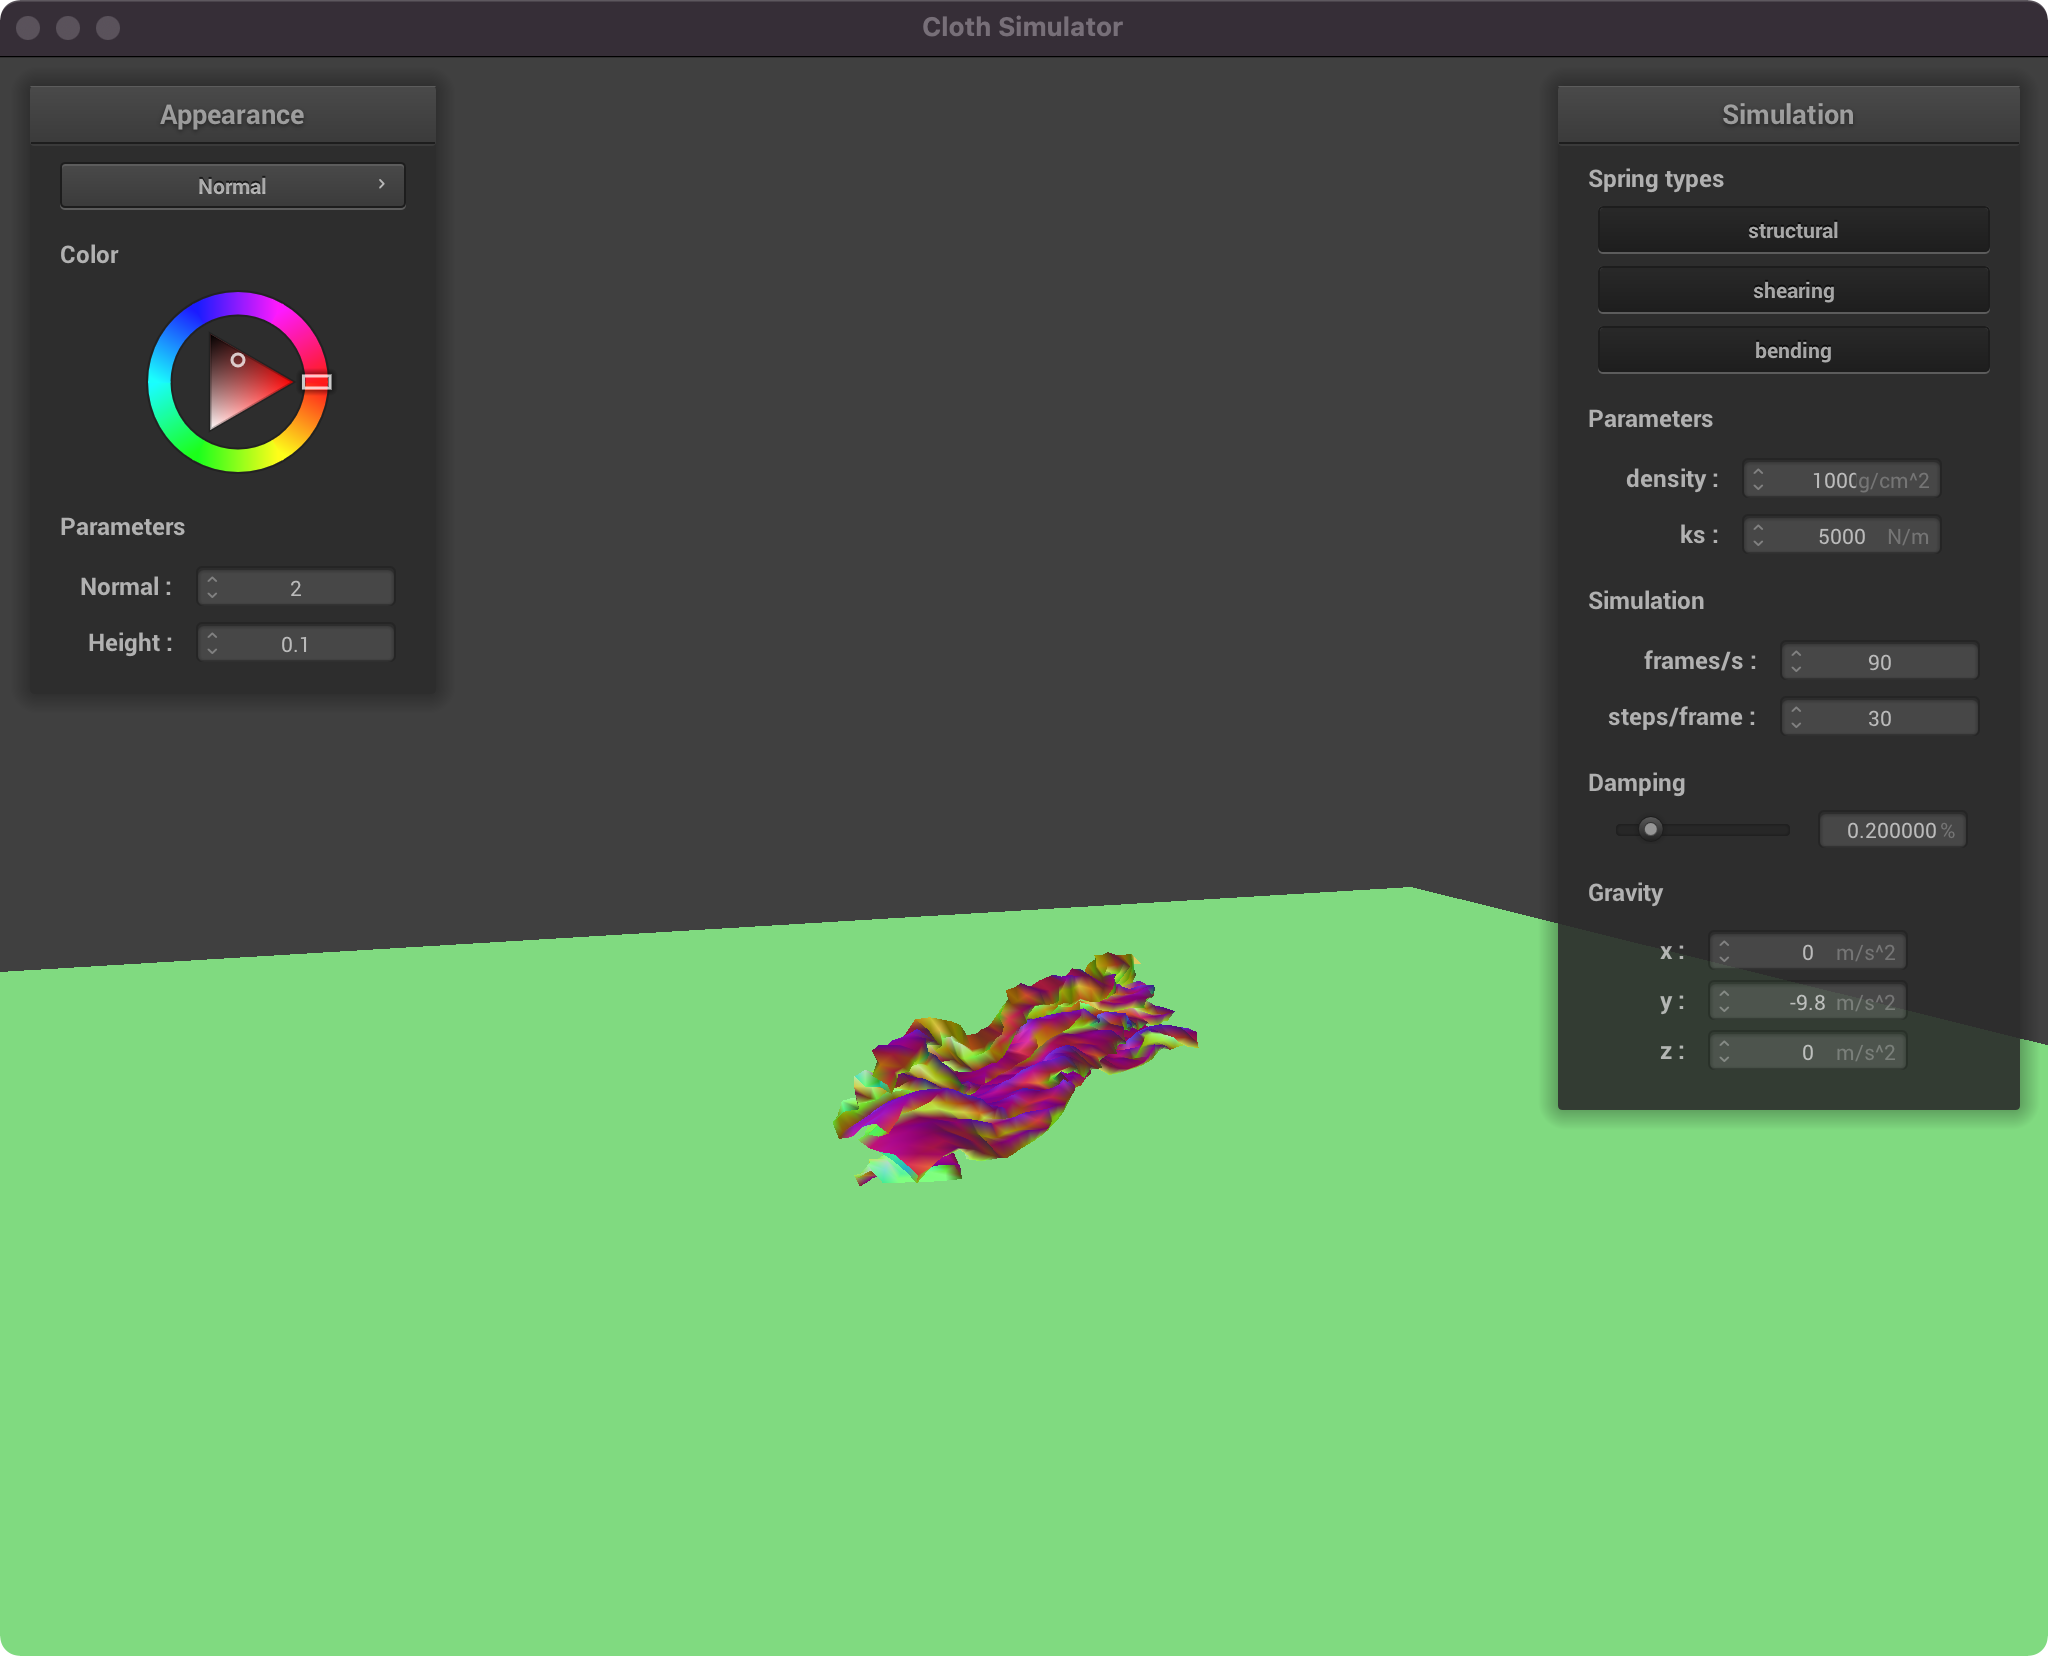 Cloth Simulator
Appearance
Normal
Color
Parameters
Normal : 2
Height : 0.1
Simulation
Spring types
structural
shearing
bending
Parameters
density : 1000 g/cm^2
ks : 5000 N/m
Simulation
frames/s : 90
steps/frame : 30
Damping
0.200000 %
Gravity
x : 0 m/s^2
y : -9.8 m/s^2
z : 0 m/s^2